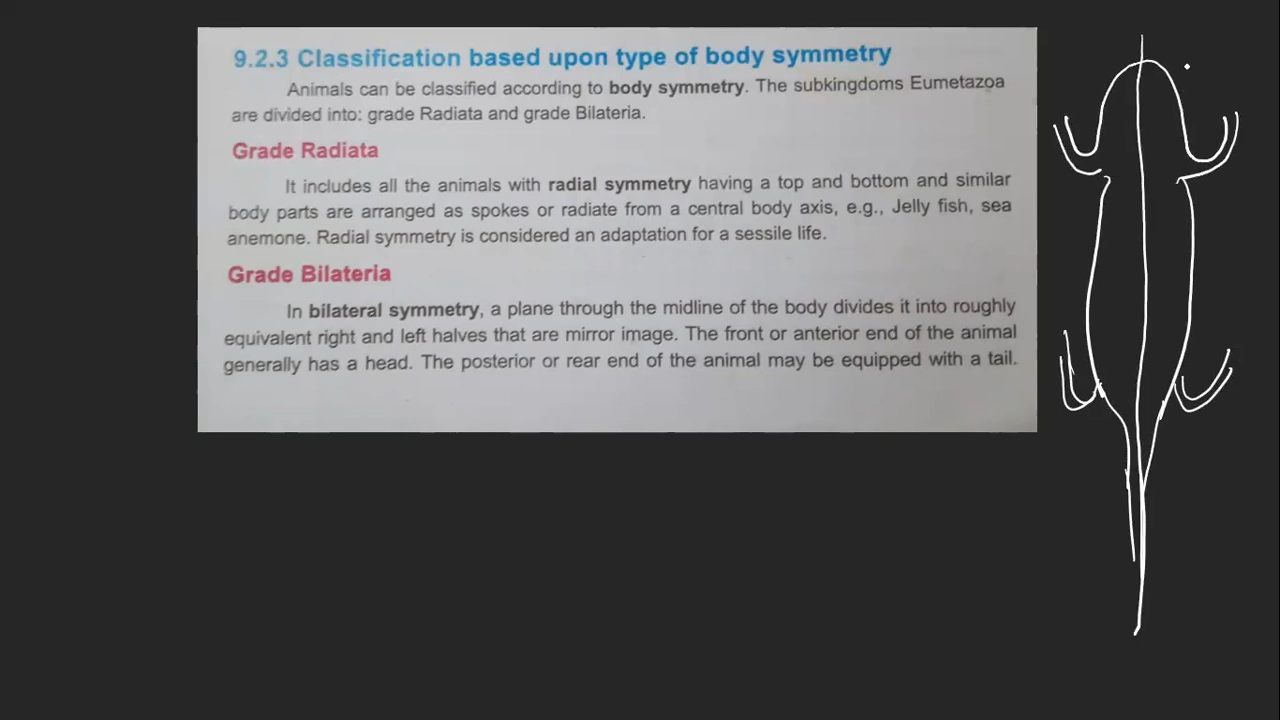 9.2.3 Classification based upon type of body symmetry
Animals can be classified according to body symmetry. The subkingdoms Eumetazoa
are divided into: grade Radiata and grade Bilateria.
Grade Radiata
It includes all the animals with radial symmetry having a top and bottom and similar
body parts are arranged as spokes or radiate from a central body axis, e.g., Jelly fish, sea
anemone. Radial symmetry is considered an adaptation for a sessile life.
Grade Bilateria
In bilateral symmetry, a plane through the midline of the body divides it into roughly
equivalent right and left halves that are mirror image. The front or anterior end of the animal
generally has a head. The posterior or rear end of the animal may be equipped with a tail.